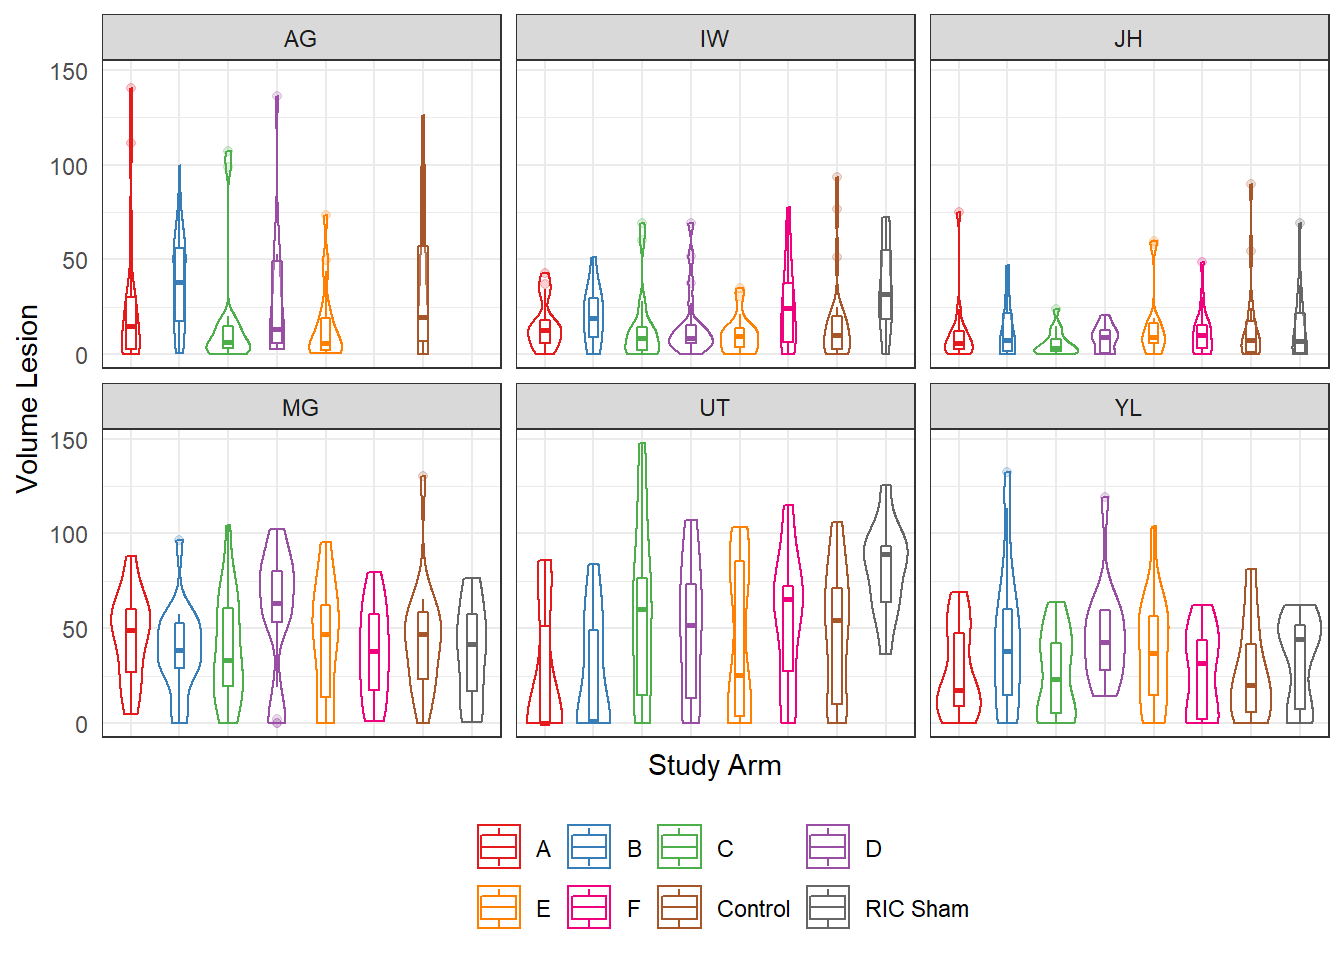 AG IW JH
150
100
50
0
MG UT YL
150
100
50
0
Volume Lesion
Study Arm
A B C D
E F Control RIC Sham